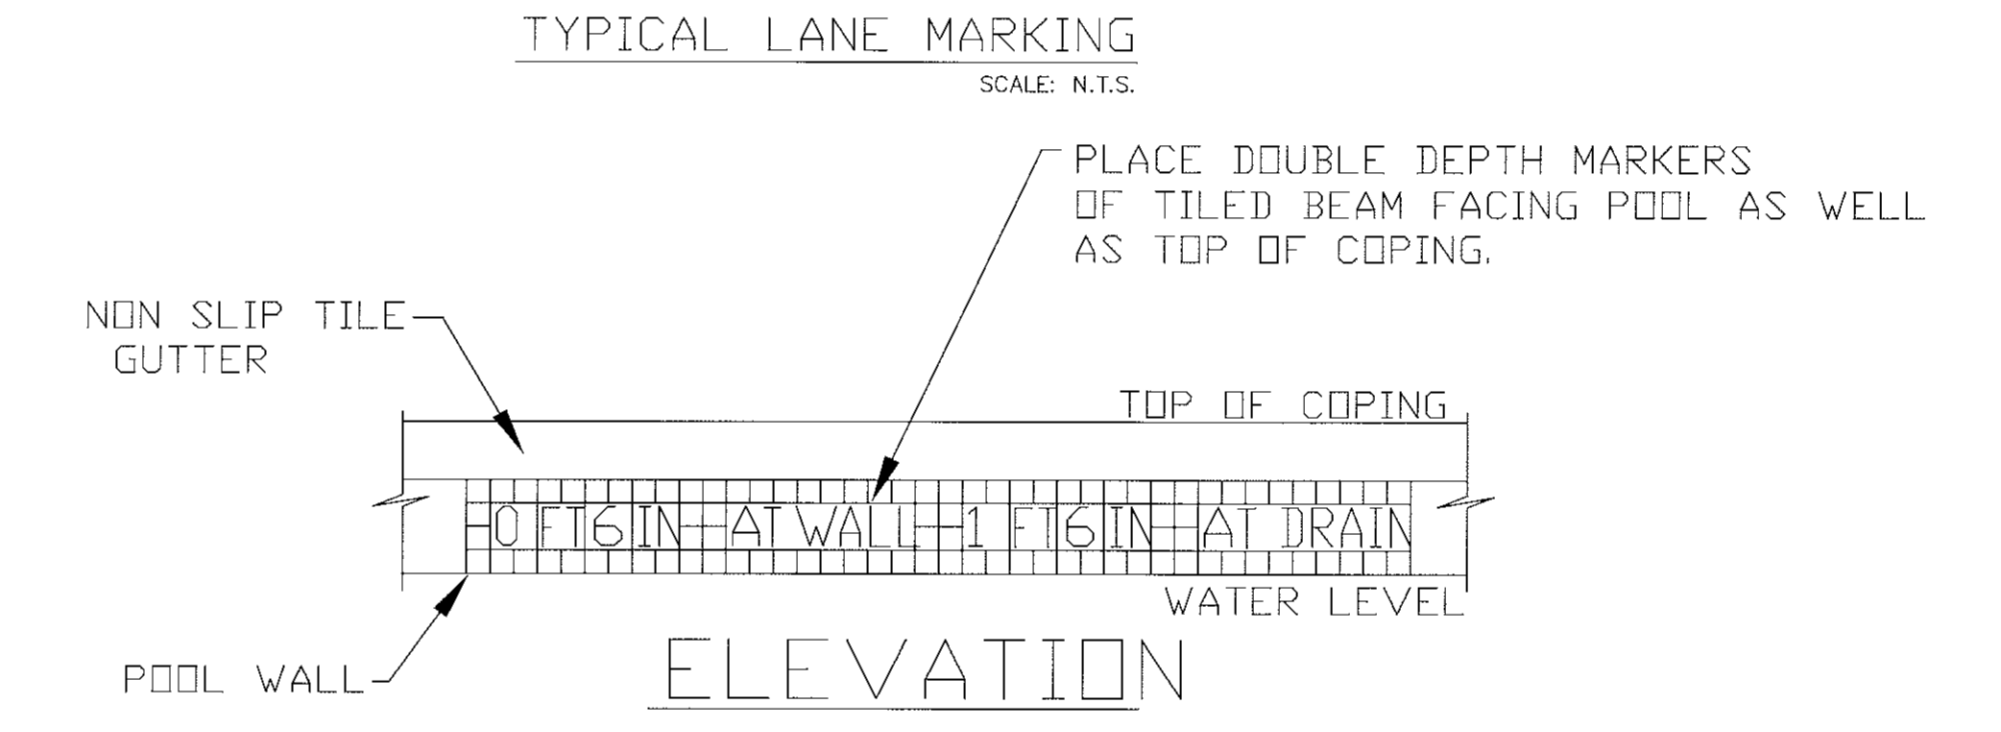 TYPICAL LANE MARKING
SCALE: N.T.S.
PLACE DOUBLE DEPTH MARKERS
OF TILED BEAM FACING POOL AS WELL
AS TOP OF COPING.
NON SLIP TILE
GUTTER
TOP OF COPING
0 FT 6 IN AT WALL 1 FT 6 IN AT DRAIN
WATER LEVEL
POOL WALL
ELEVATION